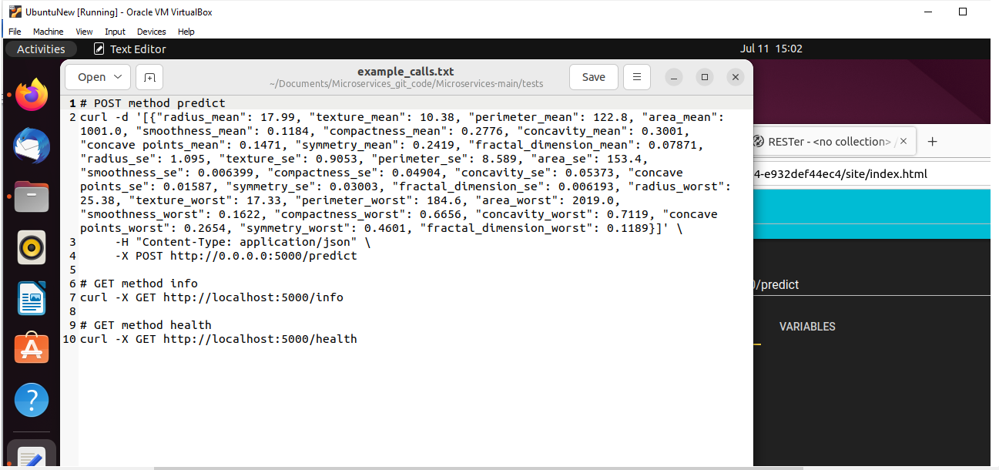 UbuntuNew [Running] - Oracle VM VirtualBox
File Machine View Input Devices Help
Activities Text Editor Jul 11 15:02
Open example_calls.txt Save
~/Documents/Microservices_git_code/Microservices-main/tests
1 # POST method predict
2 curl -d '[{"radius_mean": 17.99, "texture_mean": 10.38, "perimeter_mean": 122.8, "area_mean":
1001.0, "smoothness_mean": 0.1184, "compactness_mean": 0.2776, "concavity_mean": 0.3001,
"concave points_mean": 0.1471, "symmetry_mean": 0.2419, "fractal_dimension_mean": 0.07871,
"radius_se": 1.095, "texture_se": 0.9053, "perimeter_se": 8.589, "area_se": 153.4,
"smoothness_se": 0.006399, "compactness_se": 0.04904, "concavity_se": 0.05373, "concave
points_se": 0.01587, "symmetry_se": 0.03003, "fractal_dimension_se": 0.006193, "radius_worst":
25.38, "texture_worst": 17.33, "perimeter_worst": 184.6, "area_worst": 2019.0,
"smoothness_worst": 0.1622, "compactness_worst": 0.6656, "concavity_worst": 0.7119, "concave
points_worst": 0.2654, "symmetry_worst": 0.4601, "fractal_dimension_worst": 0.1189}]' \
3 -H "Content-Type: application/json" \
4 -X POST http://0.0.0.0:5000/predict
5
6 # GET method info
7 curl -X GET http://localhost:5000/info
8
9 # GET method health
10 curl -X GET http://localhost:5000/health
RESTer - <no collection> /
4-e932def44ec4/site/index.html
/predict
VARIABLES